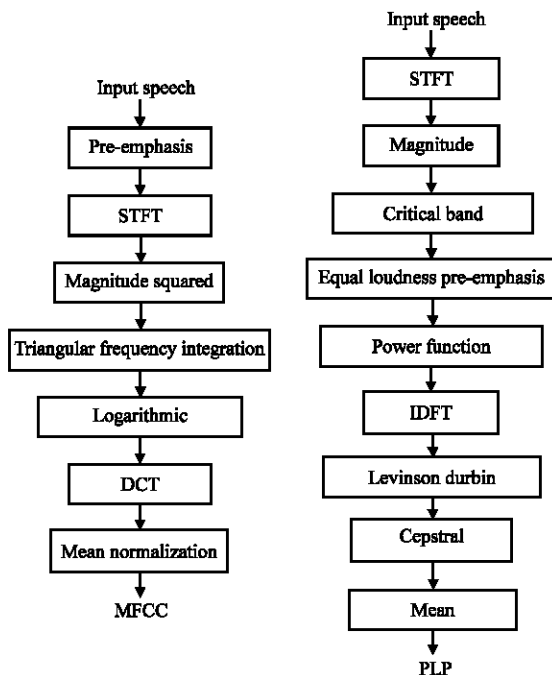 Input speech
Pre-emphasis
STFT
Magnitude squared
Triangular frequency integration
Logarithmic
DCT
Mean normalization
MFCC
Input speech
STFT
Magnitude
Critical band
Equal loudness pre-emphasis
Power function
IDFT
Levinson durbin
Cepstral
Mean
PLP